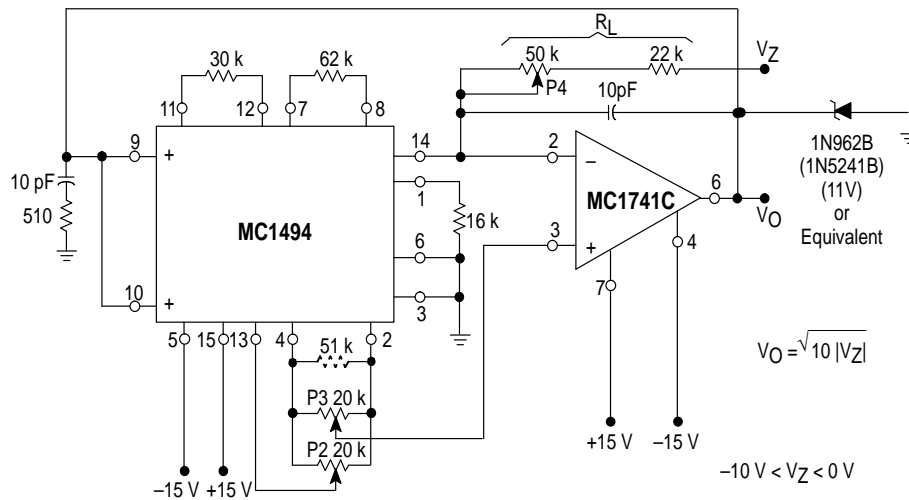 R_L
30 k
62 k
50 k
22 k
V_Z
P4
11
12
7
8
10pF
9
+
14
2
–
6
1N962B
(1N5241B)
(11V)
or
Equivalent
10 pF
510
1
MC1494
16 k
MC1741C
V_O
6
3
+
4
10
+
3
7
5
15
13
4
2
51 k
P3 20 k
P2 20 k
V_O = √10 |V_Z|
–15 V
+15 V
+15 V
–15 V
–10 V < V_Z < 0 V